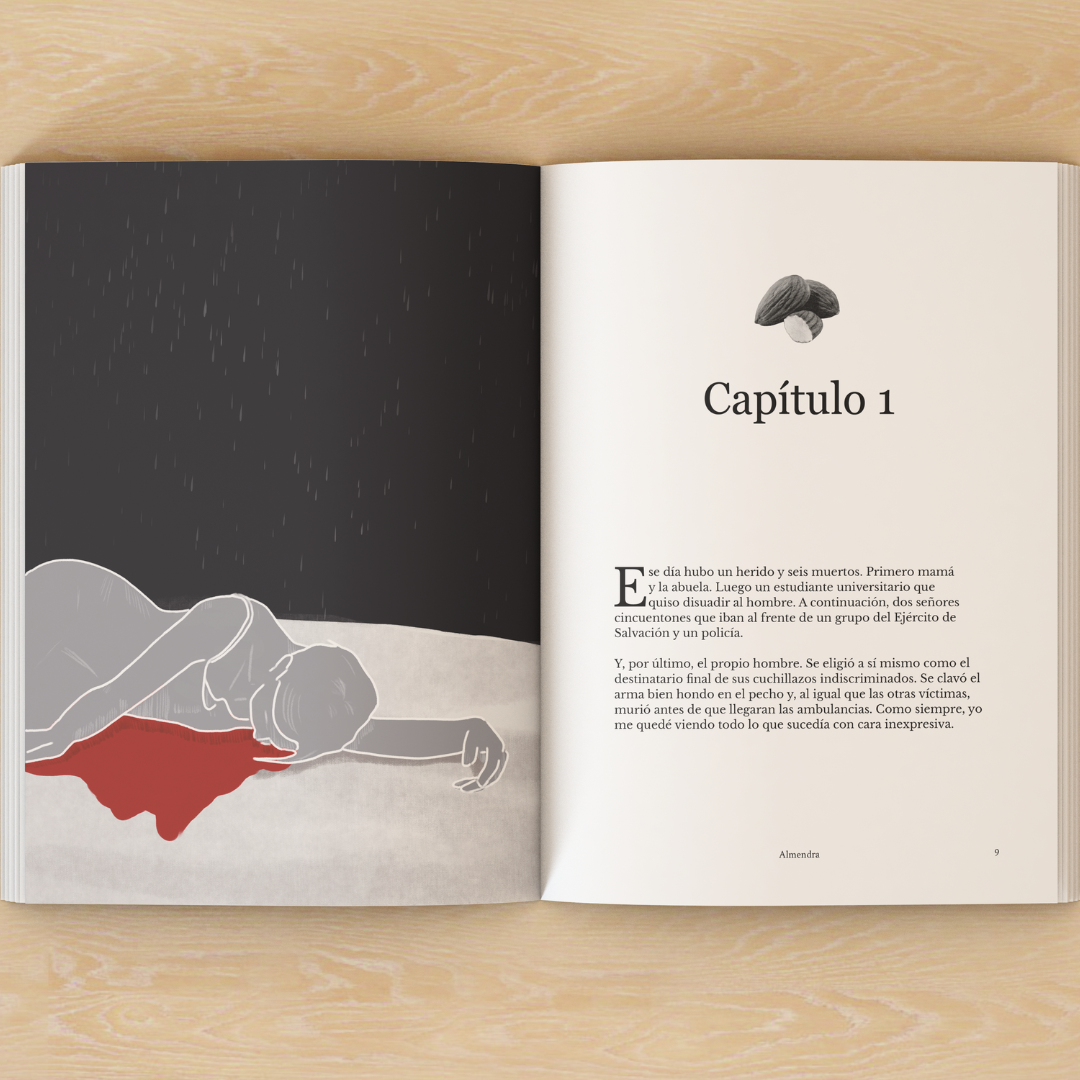 Capítulo 1
Ese día hubo un herido y seis muertos. Primero mamá
y la abuela. Luego un estudiante universitario que
quiso disuadir al hombre. A continuación, dos señores
cincuentones que iban al frente de un grupo del Ejército de
Salvación y un policía.
Y, por último, el propio hombre. Se eligió a sí mismo como el
destinatario final de sus cuchillazos indiscriminados. Se clavó el
arma bien hondo en el pecho y, al igual que las otras víctimas,
murió antes de que llegaran las ambulancias. Como siempre, yo
me quedé viendo todo lo que sucedía con cara inexpresiva.
Almendra
9